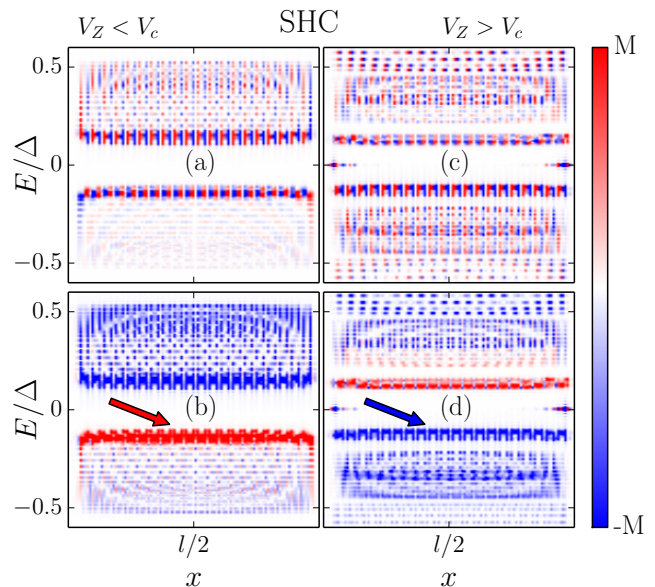 V_Z < V_c SHC V_Z > V_c
M
0.5
E/Δ 0 (a) (c)
−0.5
0.5
E/Δ 0 (b) (d)
−0.5
-M
l/2 l/2
x x